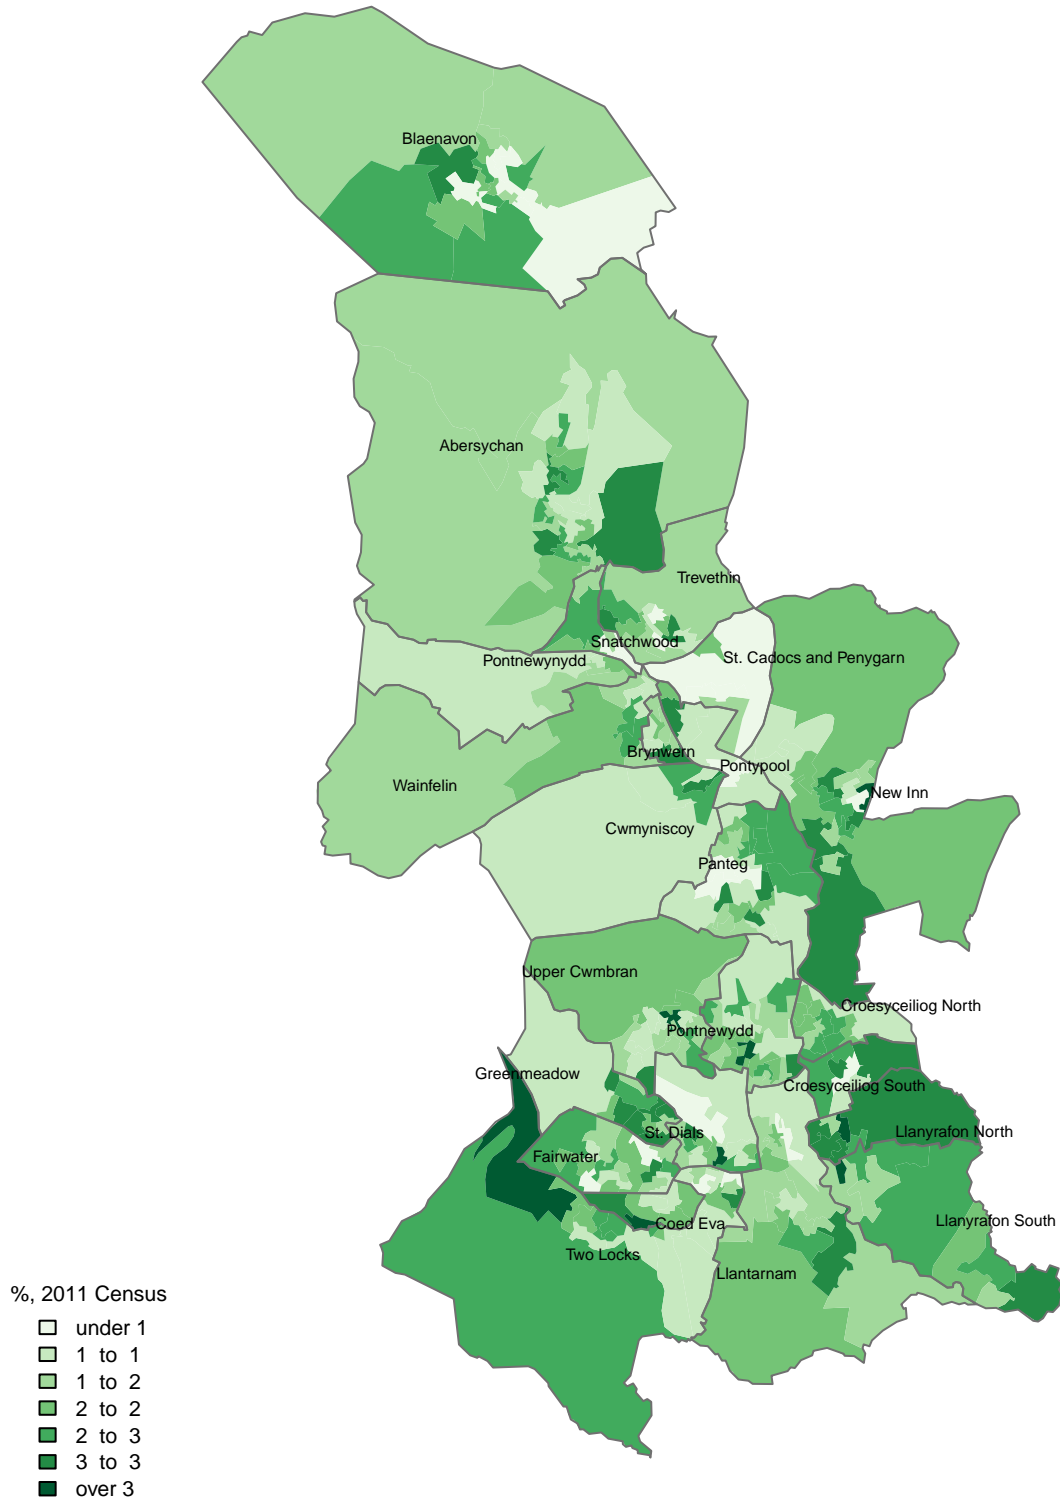 Blaenavon
Abersychan
Trevethin
Snatchwood
St. Cadocs and Penygarn
Pontnewynydd
Brynwern
Pontypool
Wainfelin
New Inn
Cwmyniscoy
Panteg
Upper Cwmbran
Croesyceiliog North
Pontnewydd
Greenmeadow
Croesyceiliog South
St. Dials
Llanyrafon North
Fairwater
Llanyrafon South
Coed Eva
Two Locks
Llantarnam
%, 2011 Census
under 1
1 to 1
1 to 2
2 to 2
2 to 3
3 to 3
over 3